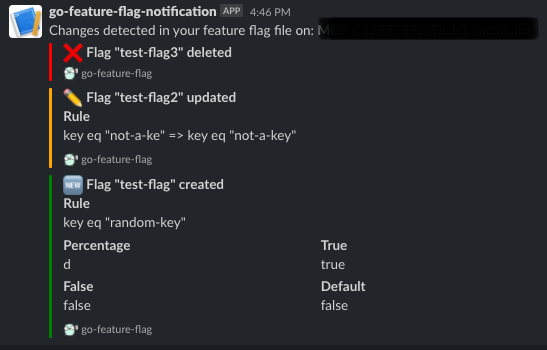 go-feature-flag-notification APP 4:46 PM
Changes detected in your feature flag file on:
Flag "test-flag3" deleted
go-feature-flag
Flag "test-flag2" updated
Rule
key eq "not-a-ke" => key eq "not-a-key"
go-feature-flag
NEW Flag "test-flag" created
Rule
key eq "random-key"
Percentage True
d true
False Default
false false
go-feature-flag